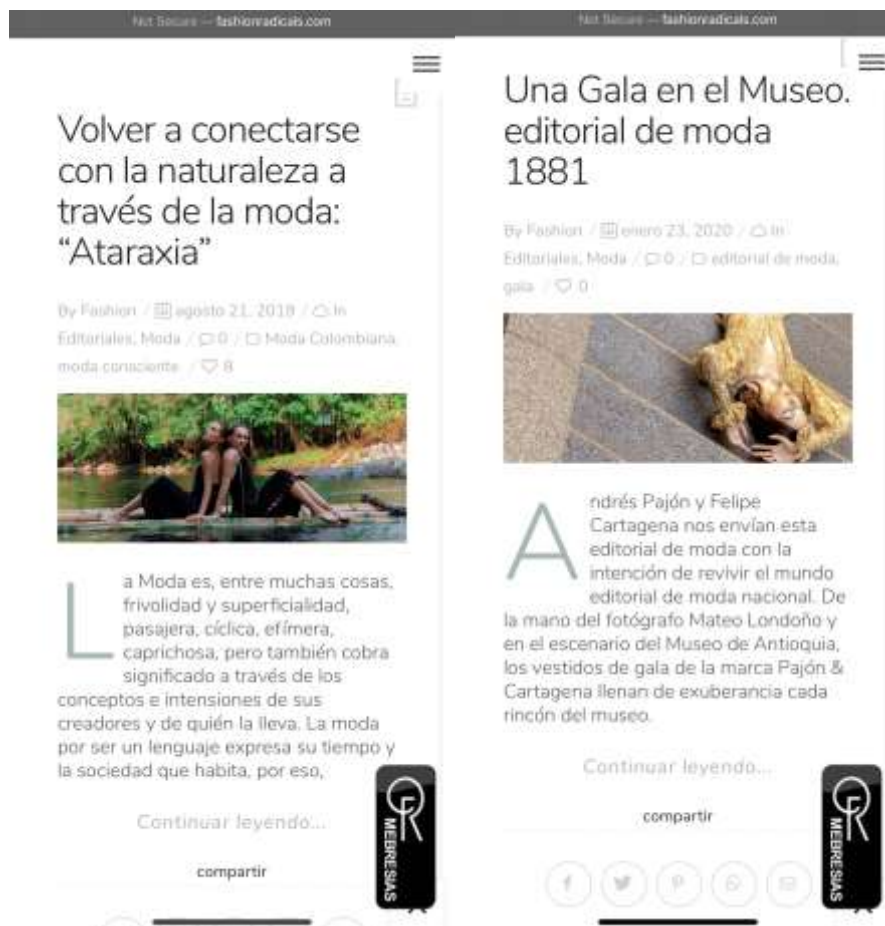 Not Secure — fashionradicals.com
Volver a conectarse
con la naturaleza a
través de la moda:
“Ataraxia”
By Fashion / agosto 21, 2019 / In
Editoriales, Moda / 0 / Moda Colombiana,
moda consciente / 8
La Moda es, entre muchas cosas,
frivolidad y superficialidad,
pasajera, cíclica, efímera,
caprichosa, pero también cobra
significado a través de los
conceptos e intensiones de sus
creadores y de quién la lleva. La moda
por ser un lenguaje expresa su tiempo y
la sociedad que habita, por eso,
Continuar leyendo...
compartir
MEBRESIAS
Not Secure — fashionradicals.com
Una Gala en el Museo.
editorial de moda
1881
By Fashion / enero 23, 2020 / In
Editoriales, Moda / 0 / editorial de moda,
gala / 0
Andrés Pajón y Felipe
Cartagena nos envían esta
editorial de moda con la
intención de revivir el mundo
editorial de moda nacional. De
la mano del fotógrafo Mateo Londoño y
en el escenario del Museo de Antioquia,
los vestidos de gala de la marca Pajón &
Cartagena llenan de exuberancia cada
rincón del museo.
Continuar leyendo...
compartir
MEBRESIAS